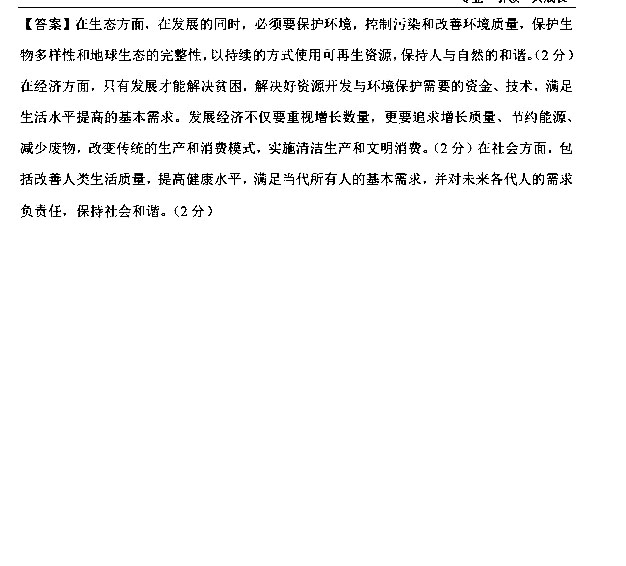 【答案】在生态方面，在发展的同时，必须要保护环境，控制污染和改善环境质量，保护生
物多样性和地球生态的完整性，以持续的方式使用可再生资源，保持人与自然的和谐。（2分）
在经济方面，只有发展才能解决贫困，解决好资源开发与环境保护需要的资金、技术，满足
生活水平提高的基本需求。发展经济不仅要重视增长数量，更要追求增长质量、节约能源、
减少废物，改变传统的生产和消费模式，实施清洁生产和文明消费。（2分）在社会方面，包
括改善人类生活质量，提高健康水平，满足当代所有人的基本需求，并对未来各代人的需求
负责任，保持社会和谐。（2分）